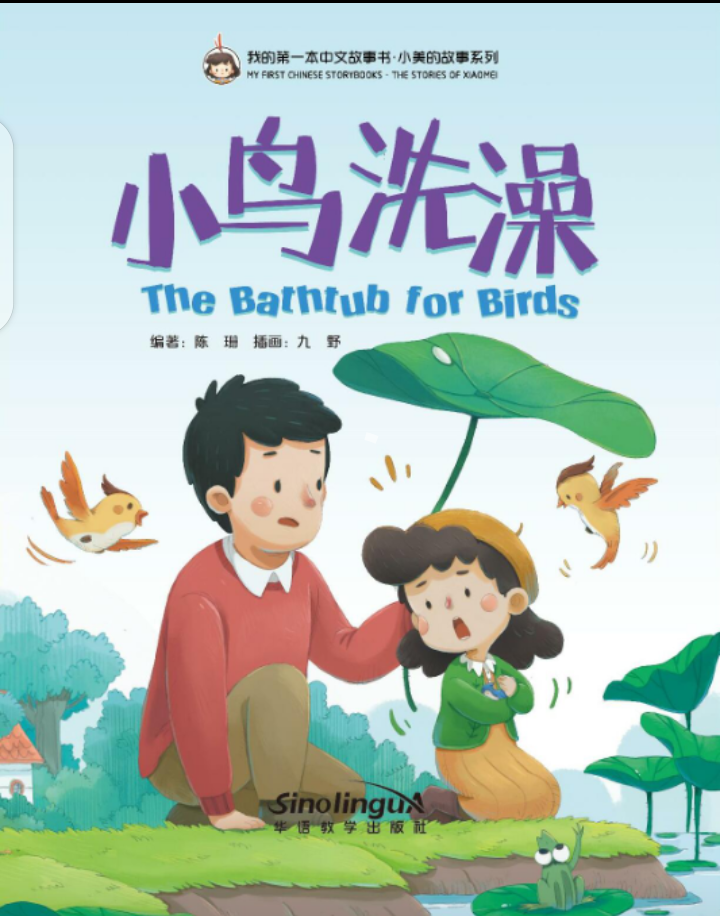 我的第一本中文故事书·小美的故事系列
MY FIRST CHINESE STORYBOOKS · THE STORIES OF XIAOMEI
小鸟洗澡
The Bathtub for Birds
编著：陈 珊 插画：九 野
Sinolingua
华语教学出版社